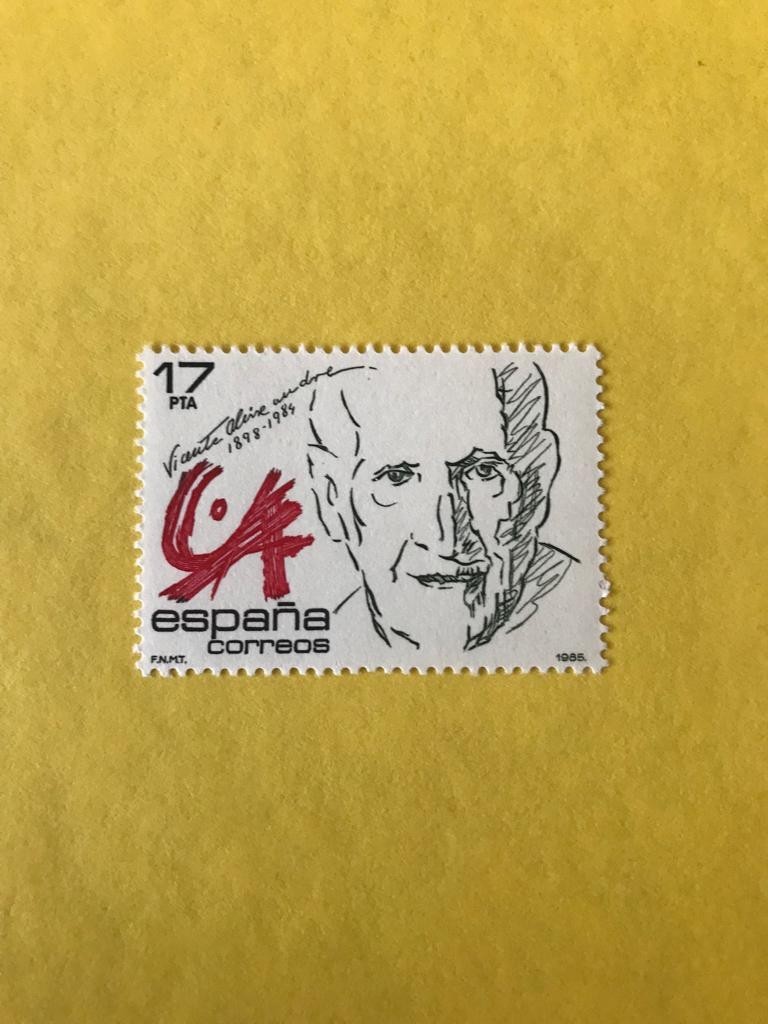 17
PTA
Vicente Aleixandre
1898-1984
españa
correos
F.N.M.T.
1985.